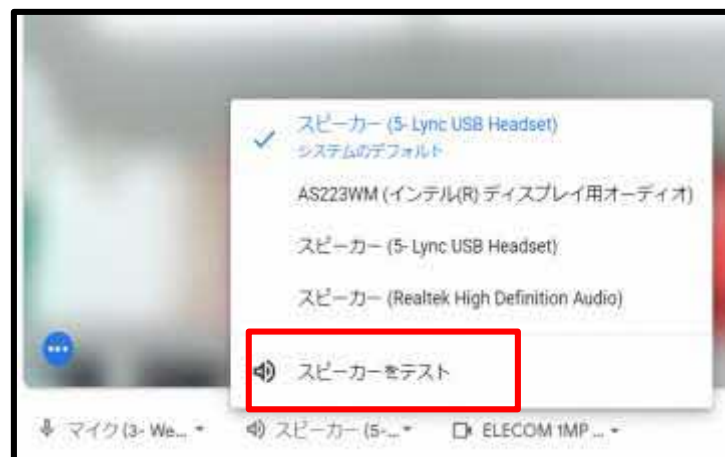 スピーカー (5- Lync USB Headset)
システムのデフォルト
AS223WM (インテル(R) ディスプレイ用オーディオ)
スピーカー (5- Lync USB Headset)
スピーカー (Realtek High Definition Audio)
スピーカーをテスト
マイク (3- We... スピーカー (5-... ELECOM 1MP ...